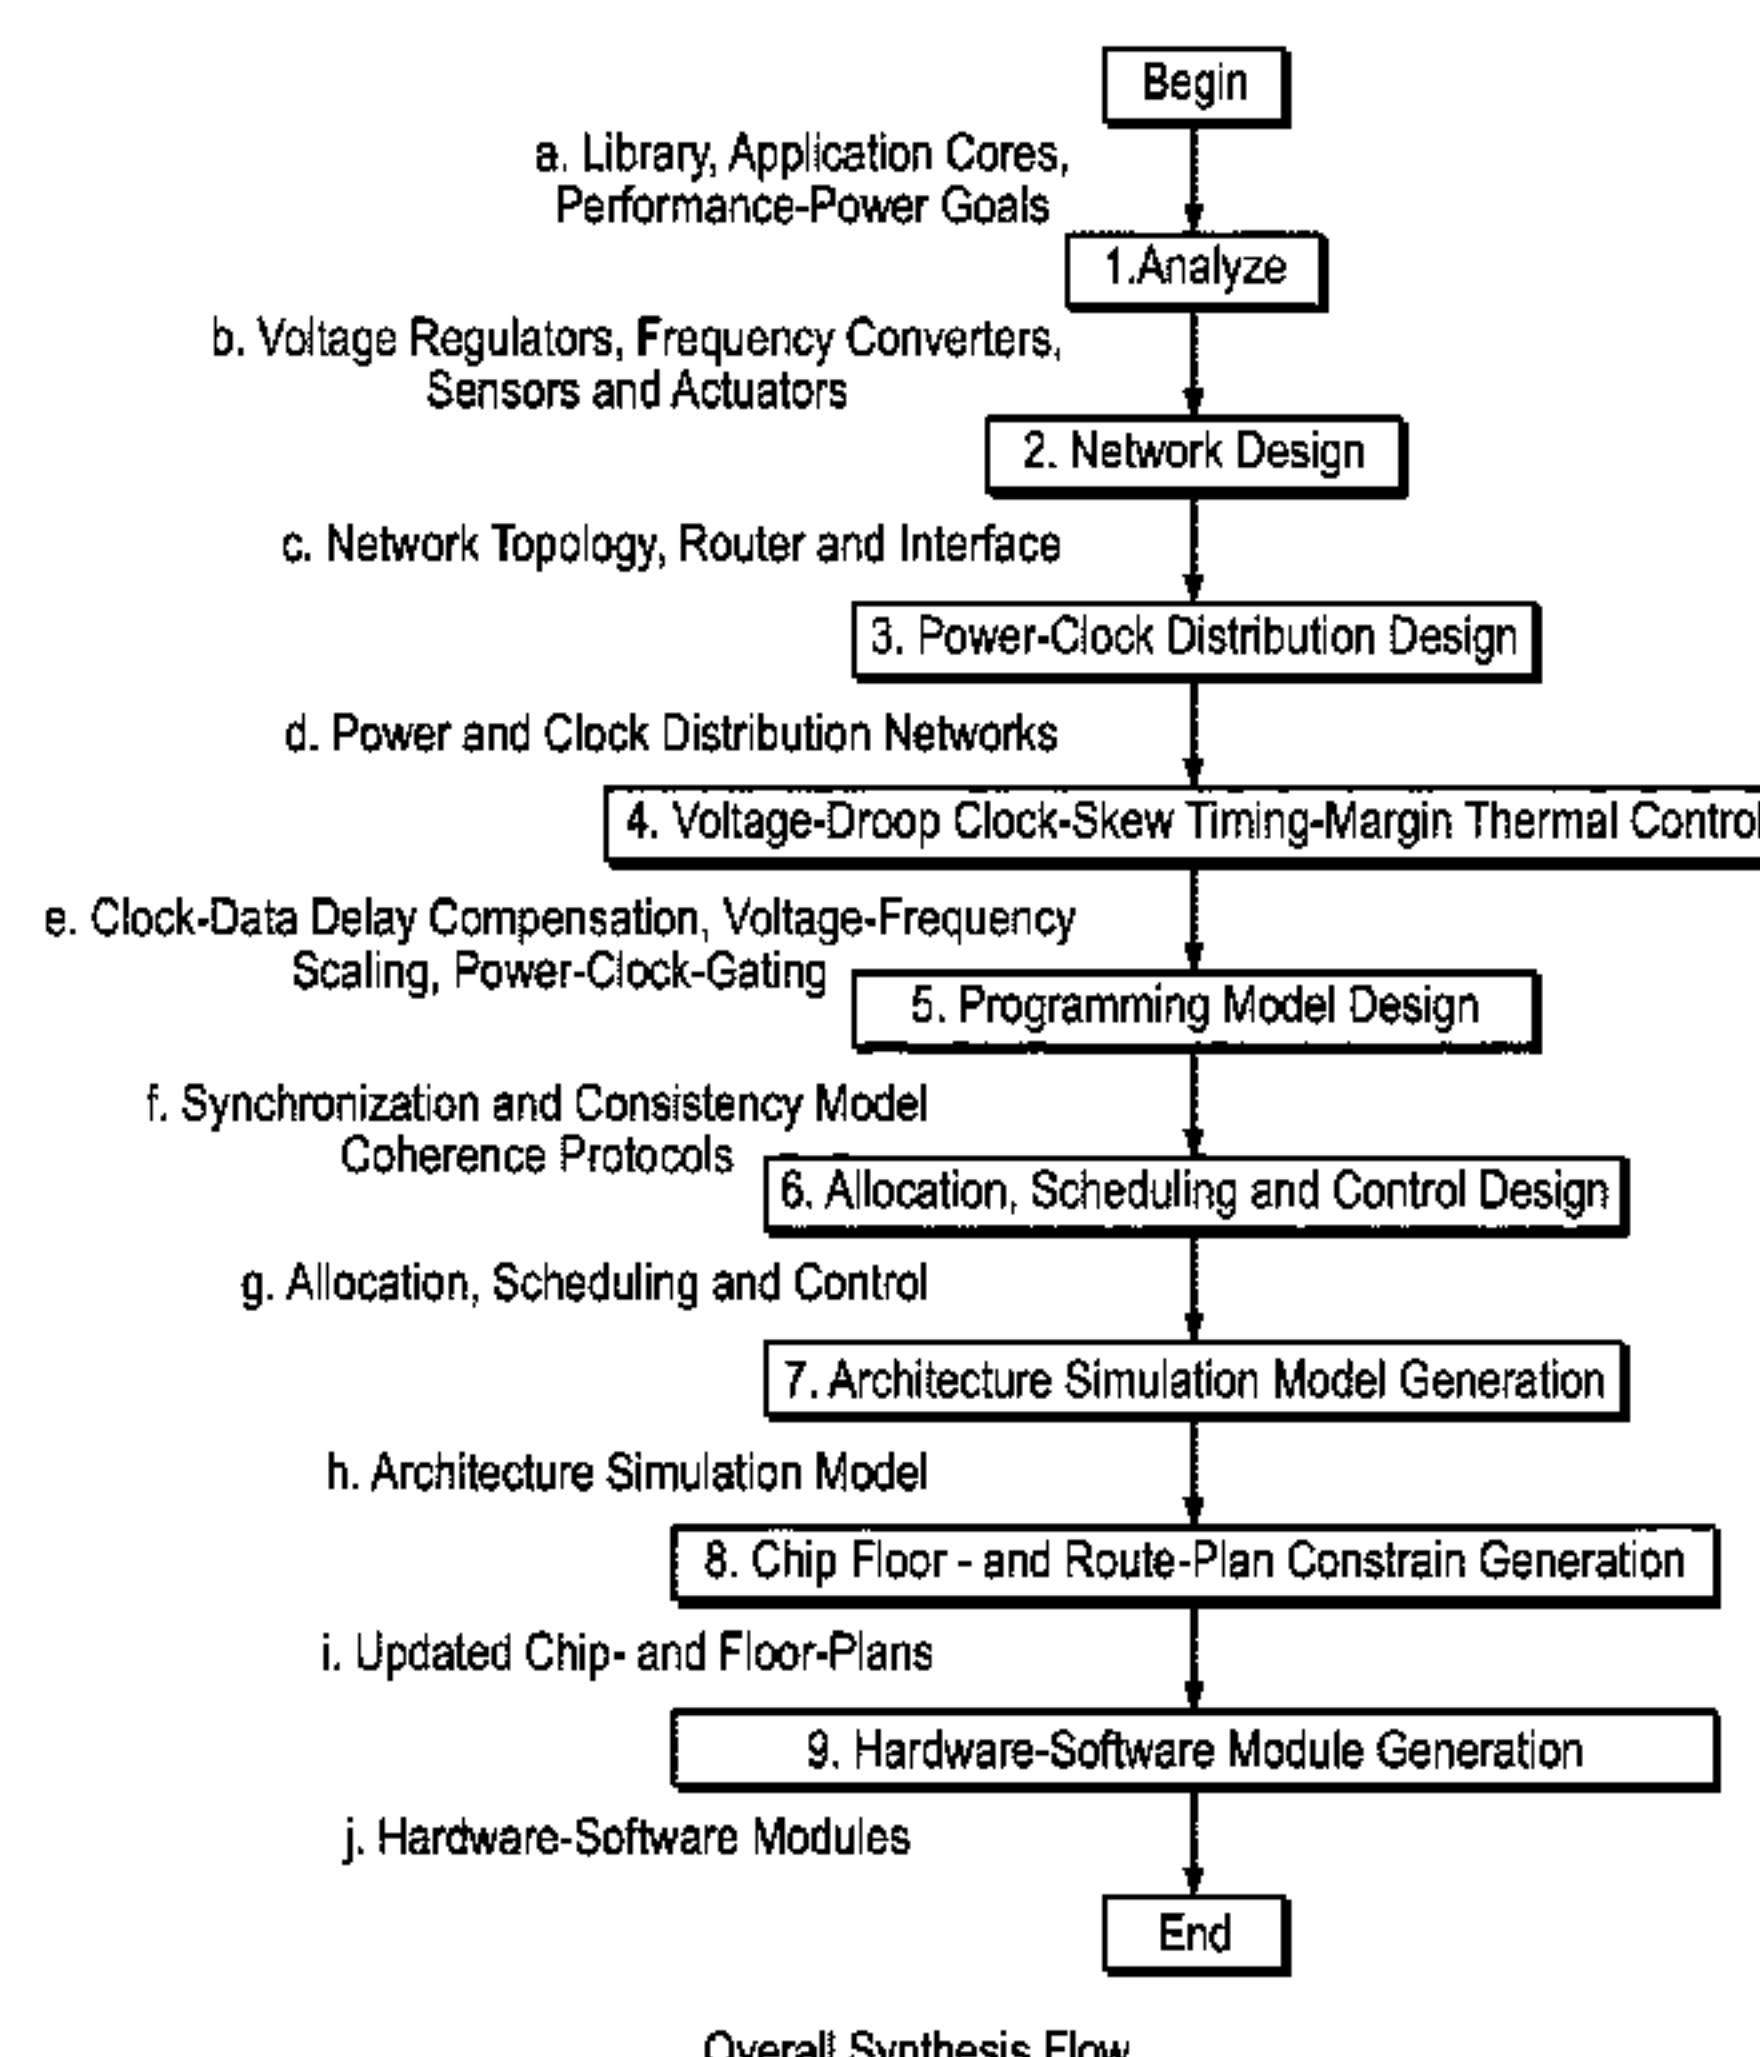 Begin
a. Library, Application Cores,
Performance-Power Goals
1.Analyze
b. Voltage Regulators, Frequency Converters,
Sensors and Actuators
2. Network Design
c. Network Topology, Router and Interface
3. Power-Clock Distribution Design
d. Power and Clock Distribution Networks
4. Voltage-Droop Clock-Skew Timing-Margin Thermal Control
e. Clock-Data Delay Compensation, Voltage-Frequency
Scaling, Power-Clock-Gating
5. Programming Model Design
f. Synchronization and Consistency Model
Coherence Protocols
6. Allocation, Scheduling and Control Design
g. Allocation, Scheduling and Control
7. Architecture Simulation Model Generation
h. Architecture Simulation Model
8. Chip Floor - and Route-Plan Constrain Generation
i. Updated Chip- and Floor-Plans
9. Hardware-Software Module Generation
j. Hardware-Software Modules
End
Overall Synthesis Flow